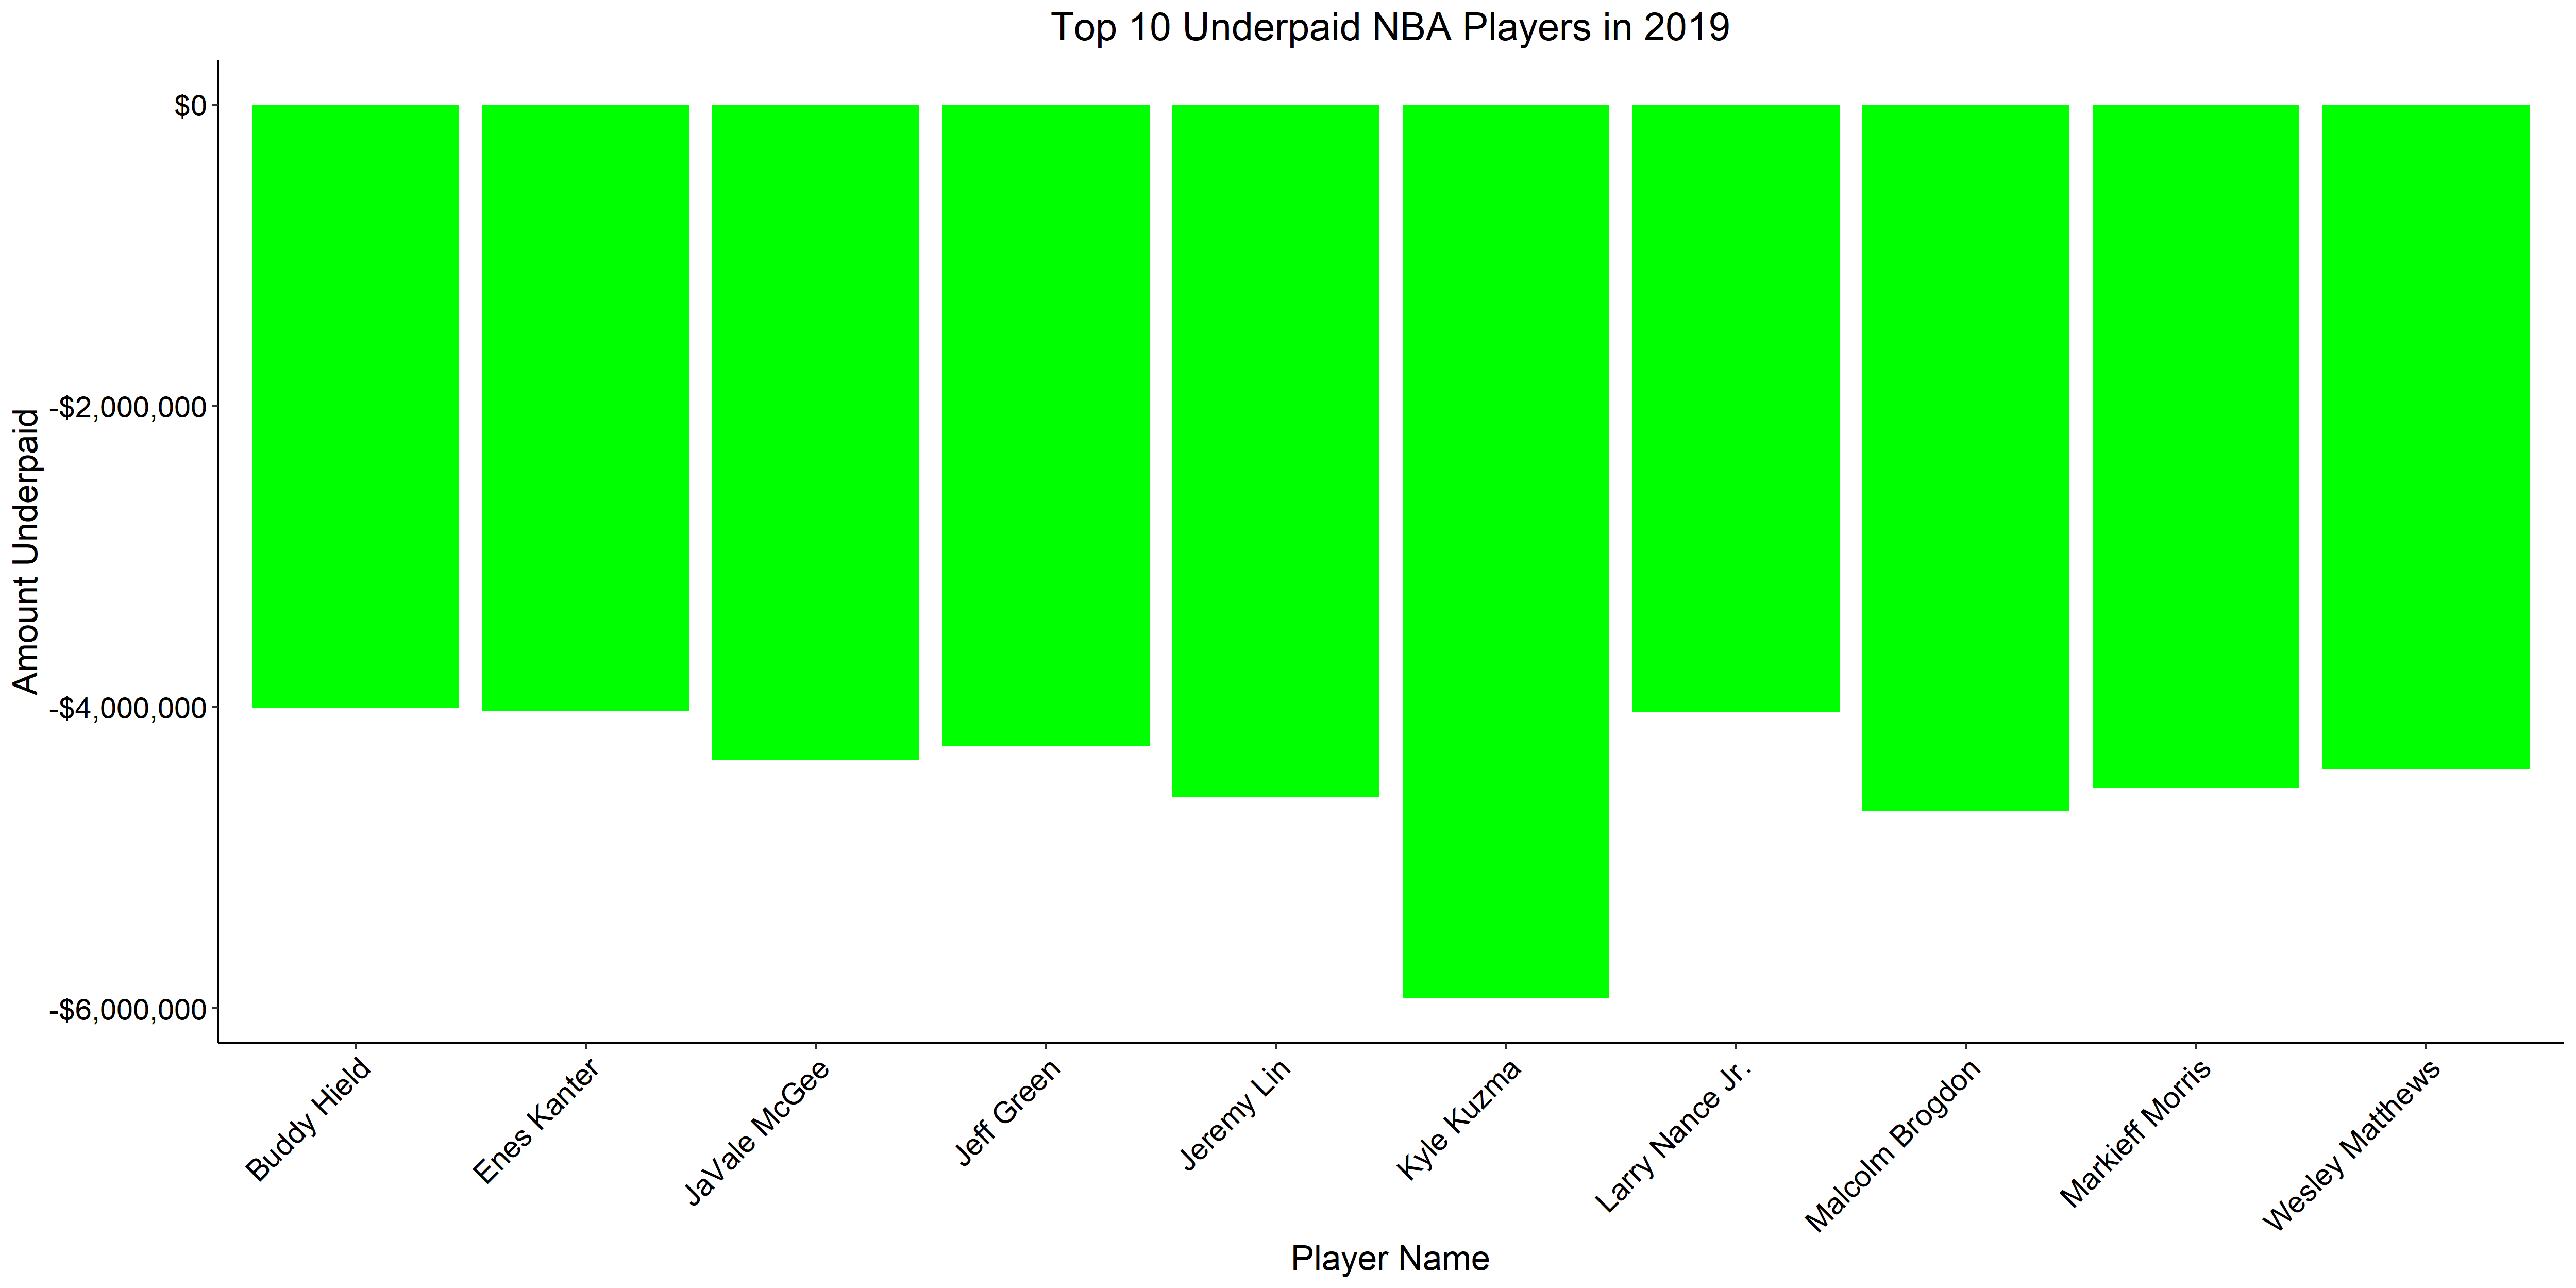 Top 10 Underpaid NBA Players in 2019
Amount Underpaid
$0
-$2,000,000
-$4,000,000
-$6,000,000
Buddy Hield
Enes Kanter
JaVale McGee
Jeff Green
Jeremy Lin
Kyle Kuzma
Larry Nance Jr.
Malcolm Brogdon
Markieff Morris
Wesley Matthews
Player Name